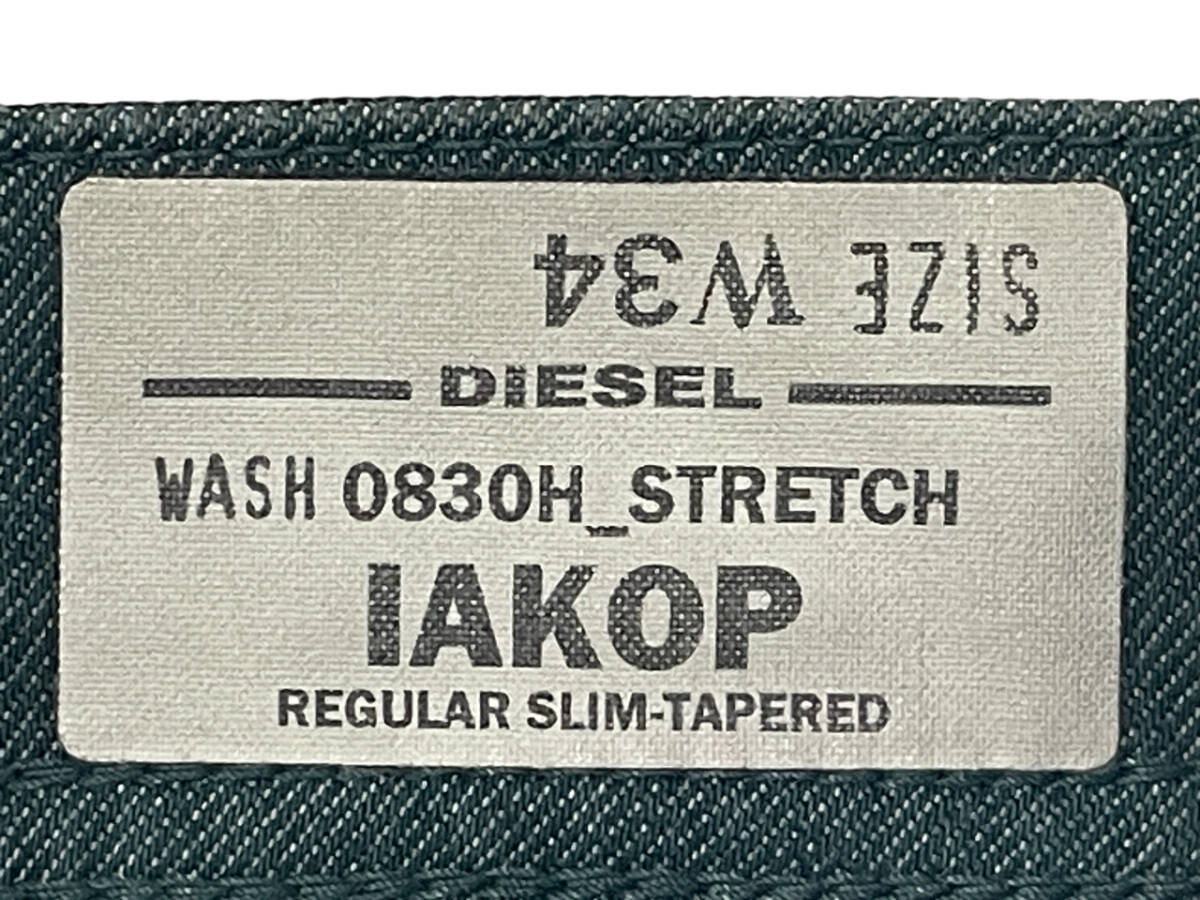 SIZE W34
DIESEL
WASH 0830H_STRETCH
IAKOP
REGULAR SLIM-TAPERED